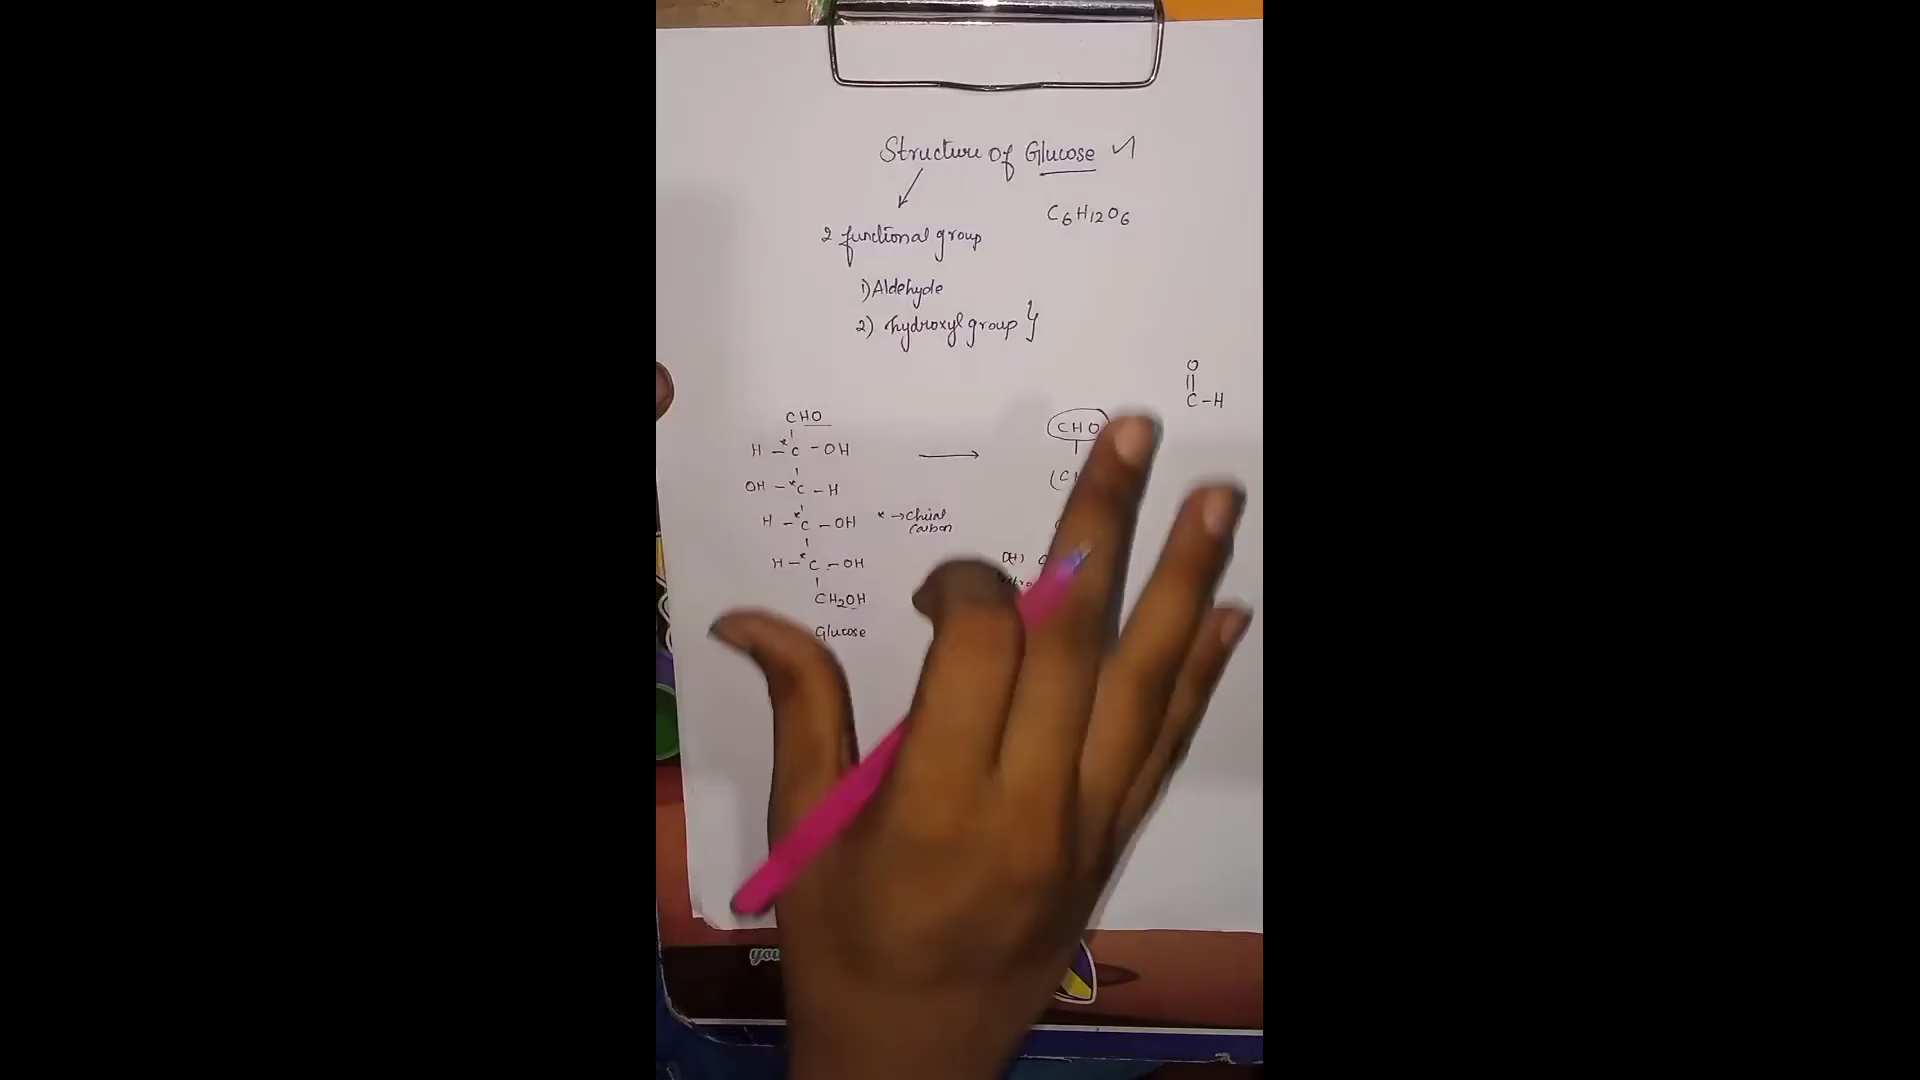 Structure of Glucose
C6H12O6
2 functional group
1) Aldehyde
2) hydroxyl group }
O
||
C-H
CHO
H - *C - OH
OH - *C - H
H - *C - OH
* → Chiral
Carbon
H - *C - OH
CH2OH
Glucose
CHO
(C